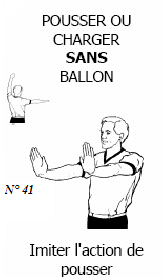 POUSSER OU
CHARGER
SANS
BALLON
N° 41
Imiter l'action de
pousser